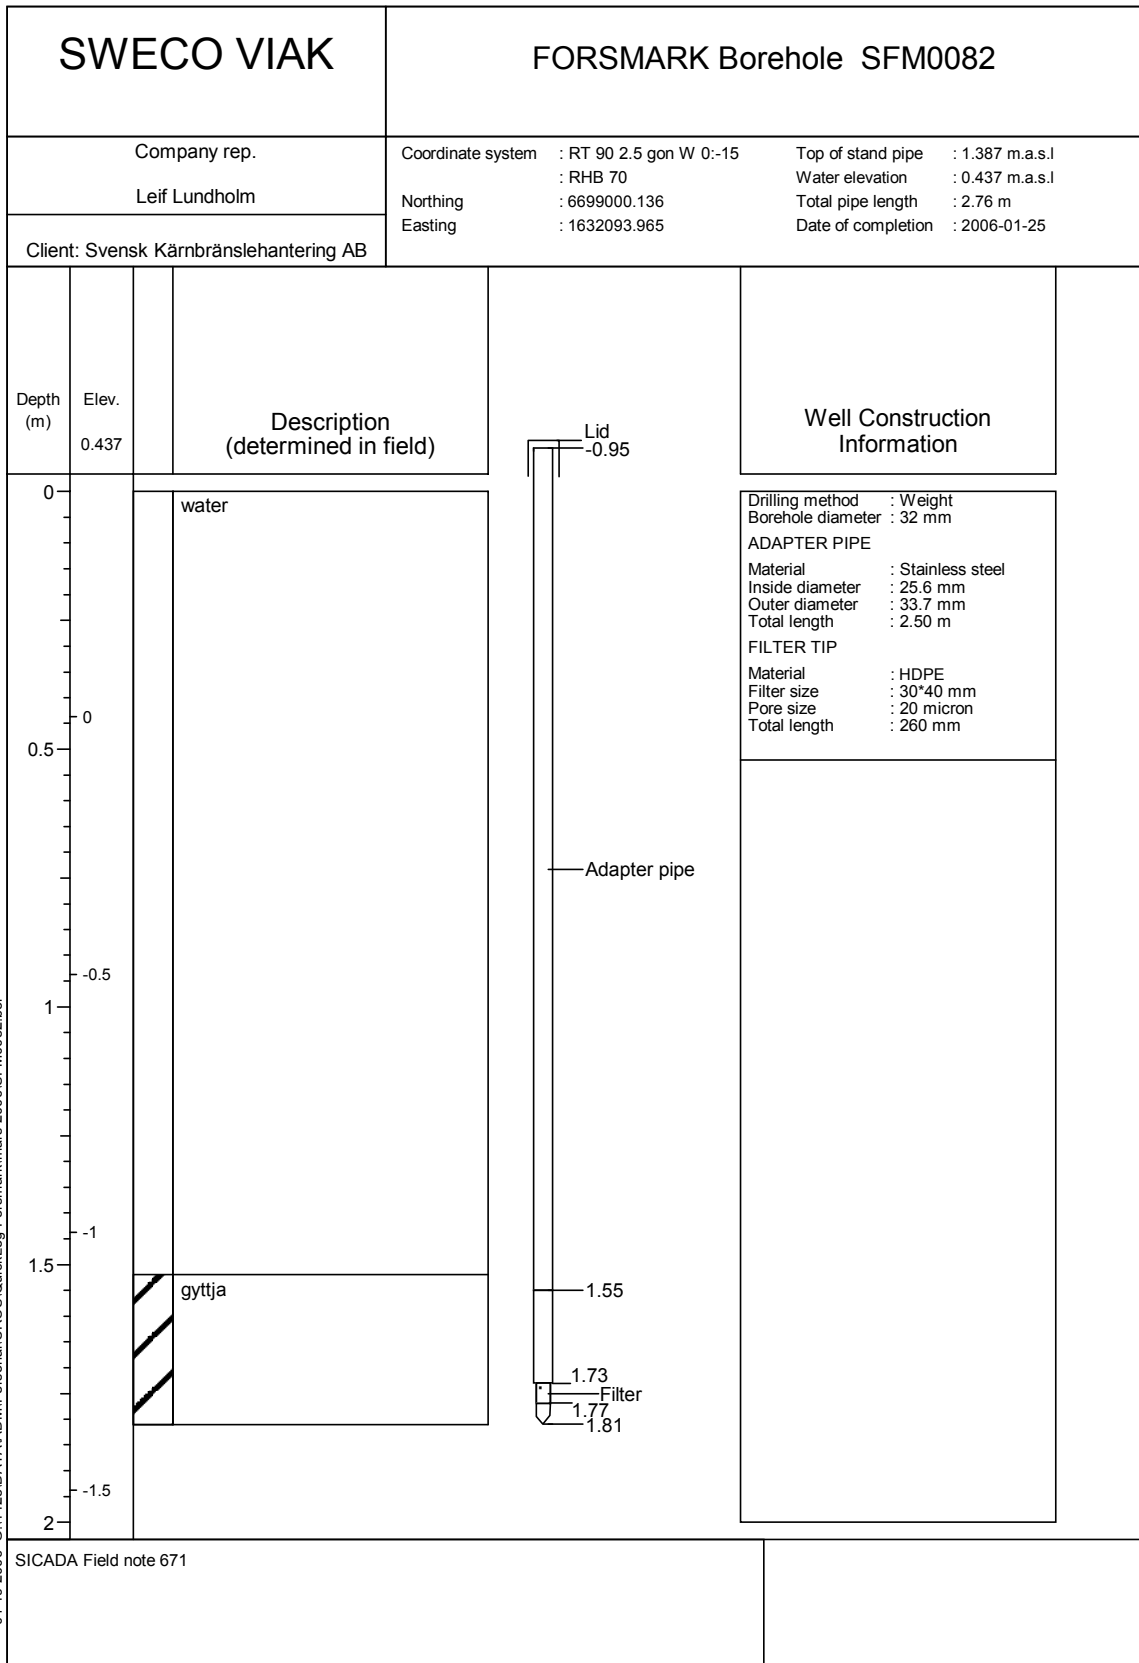 SWECO VIAK
FORSMARK Borehole SFM0082
Company rep.
Leif Lundholm
Client: Svensk Kärnbränslehantering AB
Coordinate system : RT 90 2.5 gon W 0:-15
: RHB 70
Northing : 6699000.136
Easting : 1632093.965
Top of stand pipe : 1.387 m.a.s.l
Water elevation : 0.437 m.a.s.l
Total pipe length : 2.76 m
Date of completion : 2006-01-25
Depth
(m)
Elev.
0.437
Description
(determined in field)
Well Construction
Information
Lid
-0.95
0
0.5
1
1.5
2
0
-0.5
-1
-1.5
water
gyttja
Adapter pipe
1.55
1.73
Filter
1.77
1.81
Drilling method : Weight
Borehole diameter : 32 mm
ADAPTER PIPE
Material : Stainless steel
Inside diameter : 25.6 mm
Outer diameter : 33.7 mm
Total length : 2.50 m
FILTER TIP
Material : HDPE
Filter size : 30*40 mm
Pore size : 20 micron
Total length : 260 mm
SICADA Field note 671